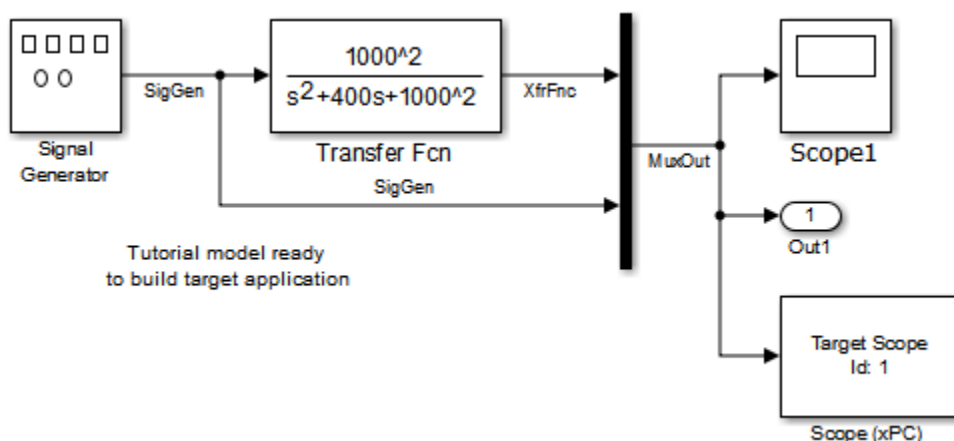 Signal
Generator
SigGen
1000^2
s2+400s+1000^2
Transfer Fcn
XfrFnc
SigGen
MuxOut
Scope1
1
Out1
Target Scope
Id: 1
Scope (xPC)
Tutorial model ready
to build target application